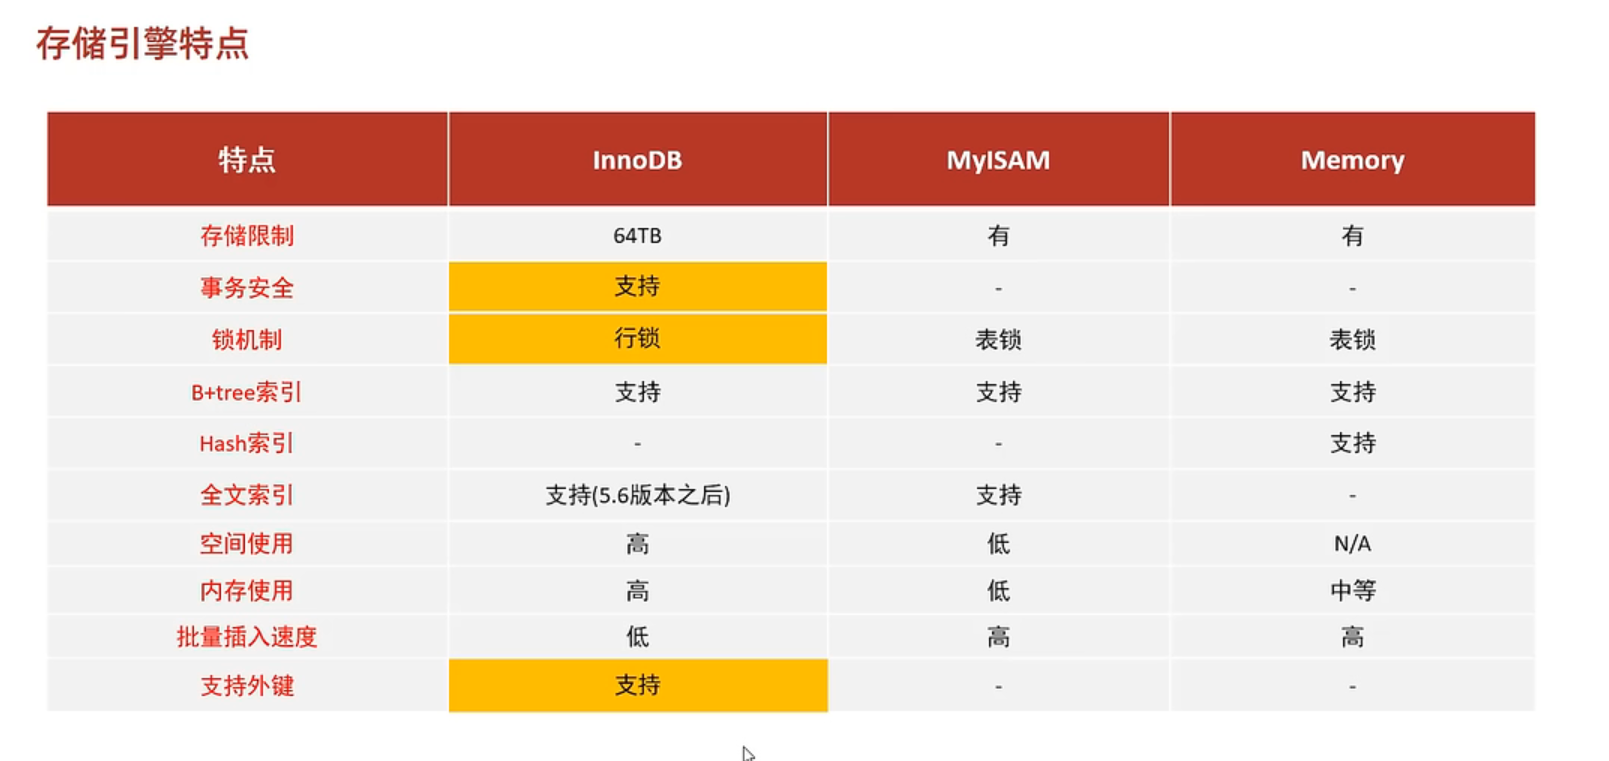 存储引擎特点
特点 InnoDB MyISAM Memory
存储限制 64TB 有 有
事务安全 支持 - -
锁机制 行锁 表锁 表锁
B+tree索引 支持 支持 支持
Hash索引 - - 支持
全文索引 支持(5.6版本之后) 支持 -
空间使用 高 低 N/A
内存使用 高 低 中等
批量插入速度 低 高 高
支持外键 支持 - -